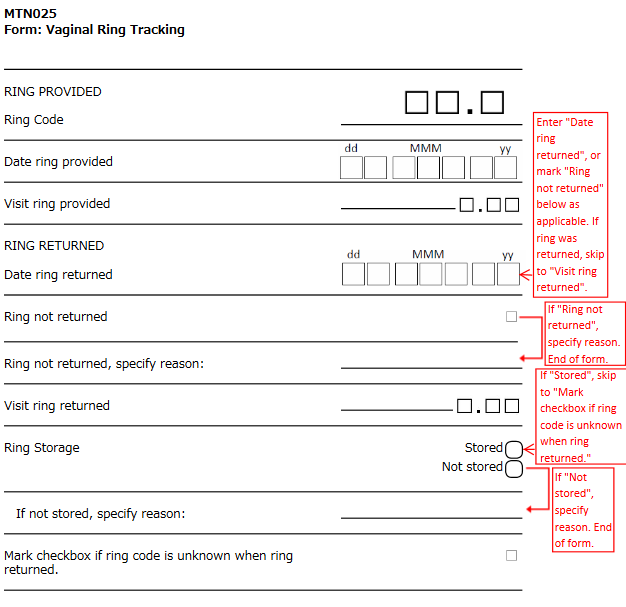 MTN025
Form: Vaginal Ring Tracking
RING PROVIDED
Ring Code
.
Date ring provided
dd MMM yy
Visit ring provided
.
RING RETURNED
dd MMM yy
Date ring returned
Enter "Date
ring
returned", or
mark "Ring
not returned"
below as
applicable. If
ring was
returned, skip
to "Visit ring
returned".
Ring not returned
If "Ring not
returned",
specify reason.
End of form.
Ring not returned, specify reason:
Visit ring returned
.
If "Stored", skip
to "Mark
checkbox if ring
code is unknown
when ring
returned."
Ring Storage
Stored
Not stored
If "Not
stored",
specify
reason. End
of form.
If not stored, specify reason:
Mark checkbox if ring code is unknown when ring
returned.